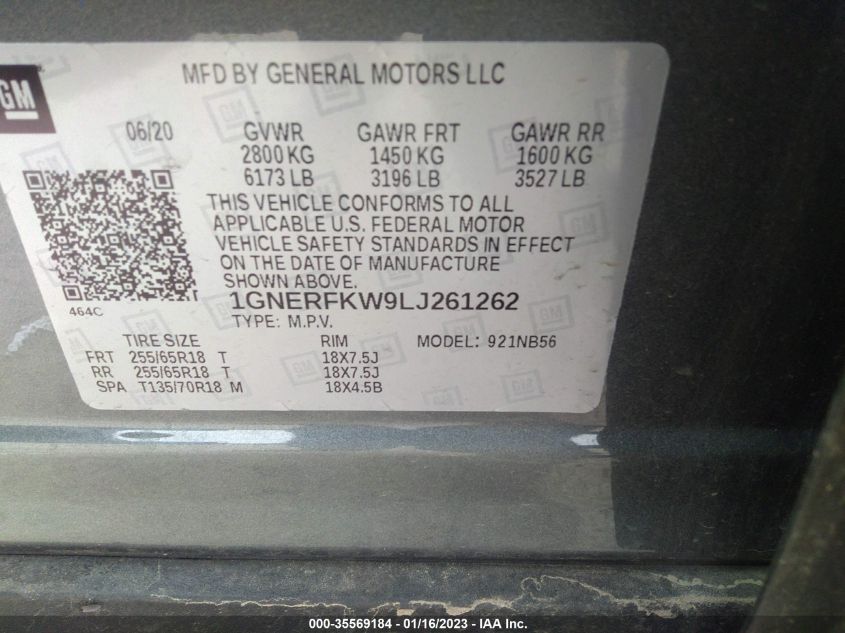 GM
MFD BY GENERAL MOTORS LLC
06/20 GVWR GAWR FRT GAWR RR
2800 KG 1450 KG 1600 KG
6173 LB 3196 LB 3527 LB
THIS VEHICLE CONFORMS TO ALL
APPLICABLE U.S. FEDERAL MOTOR
VEHICLE SAFETY STANDARDS IN EFFECT
ON THE DATE OF MANUFACTURE
SHOWN ABOVE.
464C
1GNERFKW9LJ261262
TYPE: M.P.V.
TIRE SIZE RIM MODEL: 921NB56
FRT 255/65R18 T 18X7.5J
RR 255/65R18 T 18X7.5J
SPA T135/70R18 M 18X4.5B
000-35569184 - 01/16/2023 - IAA Inc.